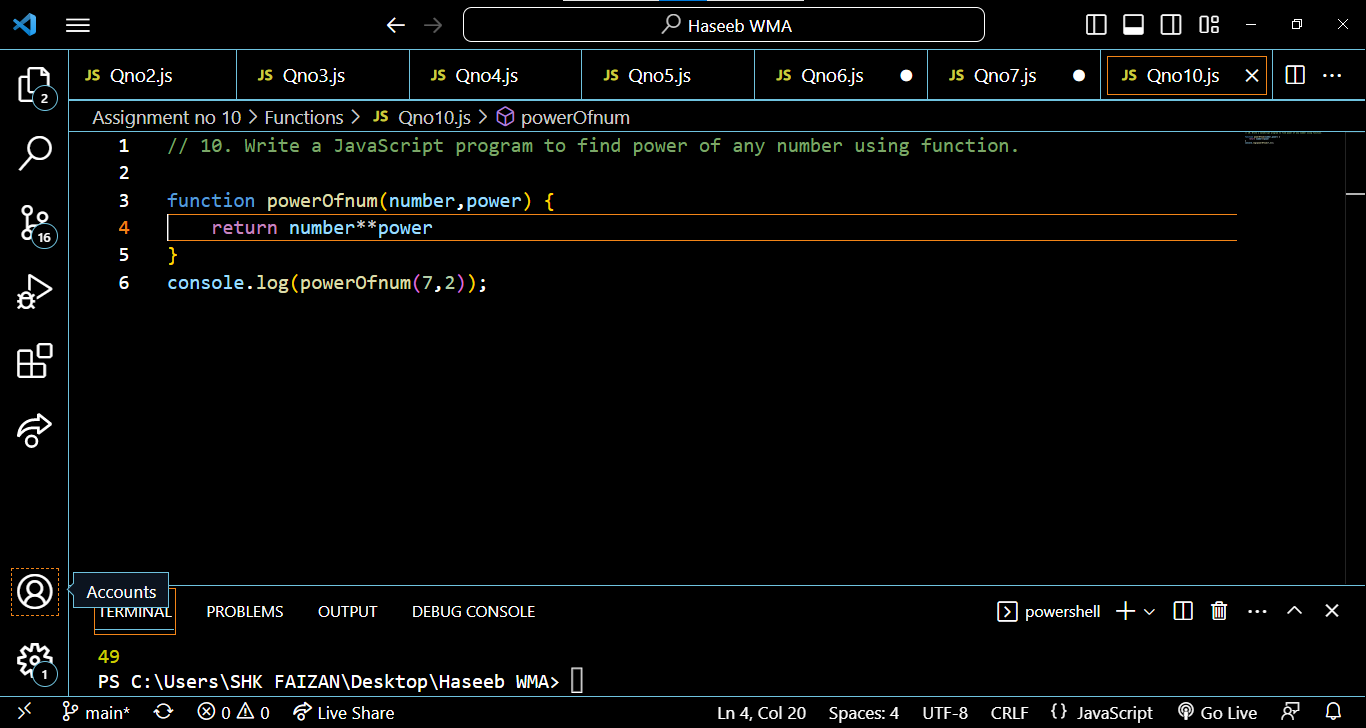 Haseeb WMA
JS Qno2.js JS Qno3.js JS Qno4.js JS Qno5.js JS Qno6.js JS Qno7.js JS Qno10.js
2
Assignment no 10 > Functions > JS Qno10.js > powerOfnum
1 // 10. Write a JavaScript program to find power of any number using function.
2
3 function powerOfnum(number,power) {
4 return number**power
16
5 }
6 console.log(powerOfnum(7,2));
Accounts
TERMINAL PROBLEMS OUTPUT DEBUG CONSOLE powershell
49
PS C:\Users\SHK FAIZAN\Desktop\Haseeb WMA>
1
main* 0 0 Live Share Ln 4, Col 20 Spaces: 4 UTF-8 CRLF {} JavaScript Go Live